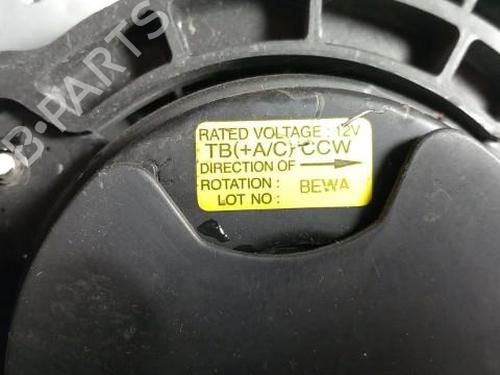 B-PARTS
RATED VOLTAGE : 12V
TB(+A/C)-CCW
DIRECTION OF
ROTATION :
LOT NO : BEWA